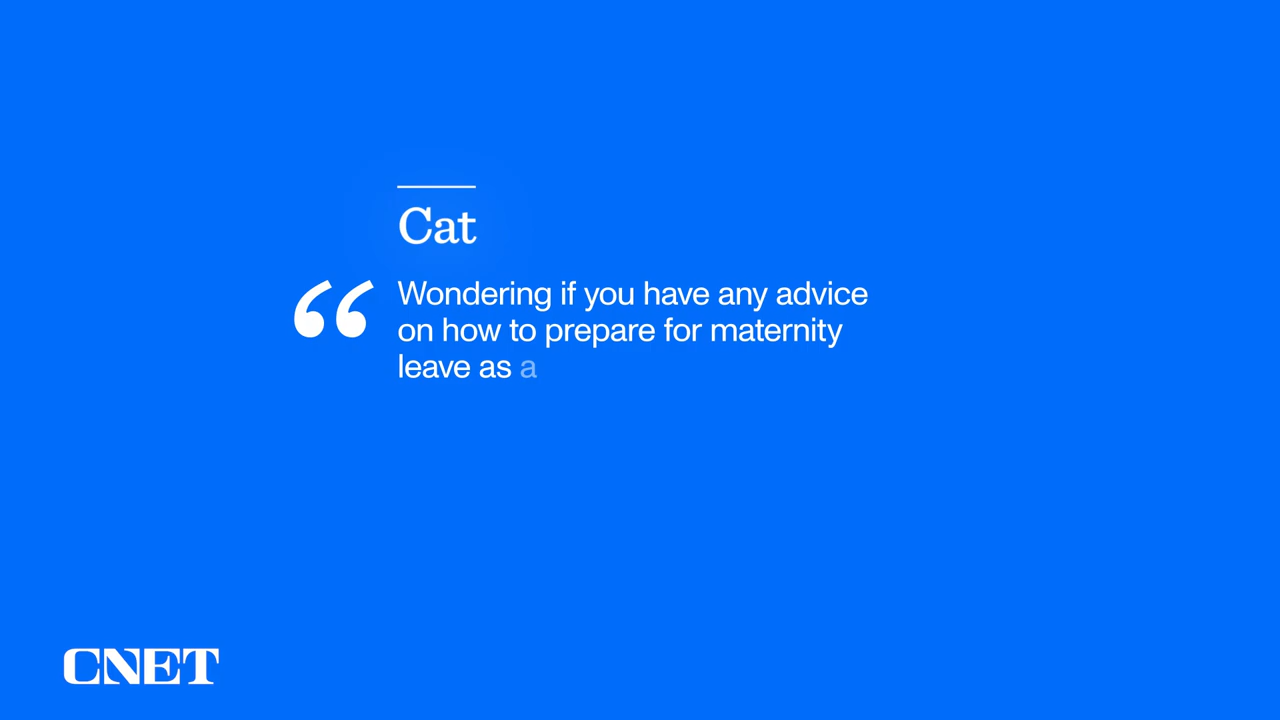 Cat
“
Wondering if you have any advice
on how to prepare for maternity
leave as a
CNET